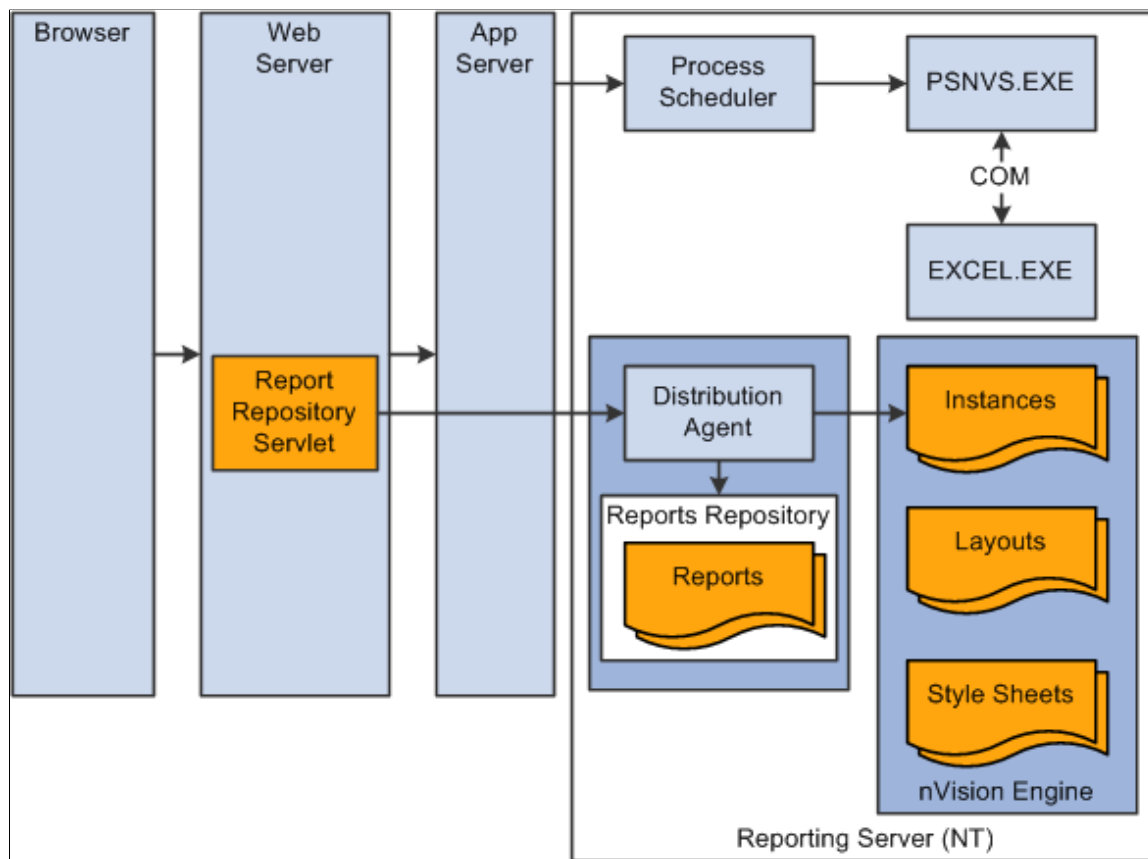 Browser
Web
Server
App
Server
Process
Scheduler
PSNVS.EXE
COM
EXCEL.EXE
Report
Repository
Servlet
Distribution
Agent
Reports Repository
Reports
Instances
Layouts
Style Sheets
nVision Engine
Reporting Server (NT)